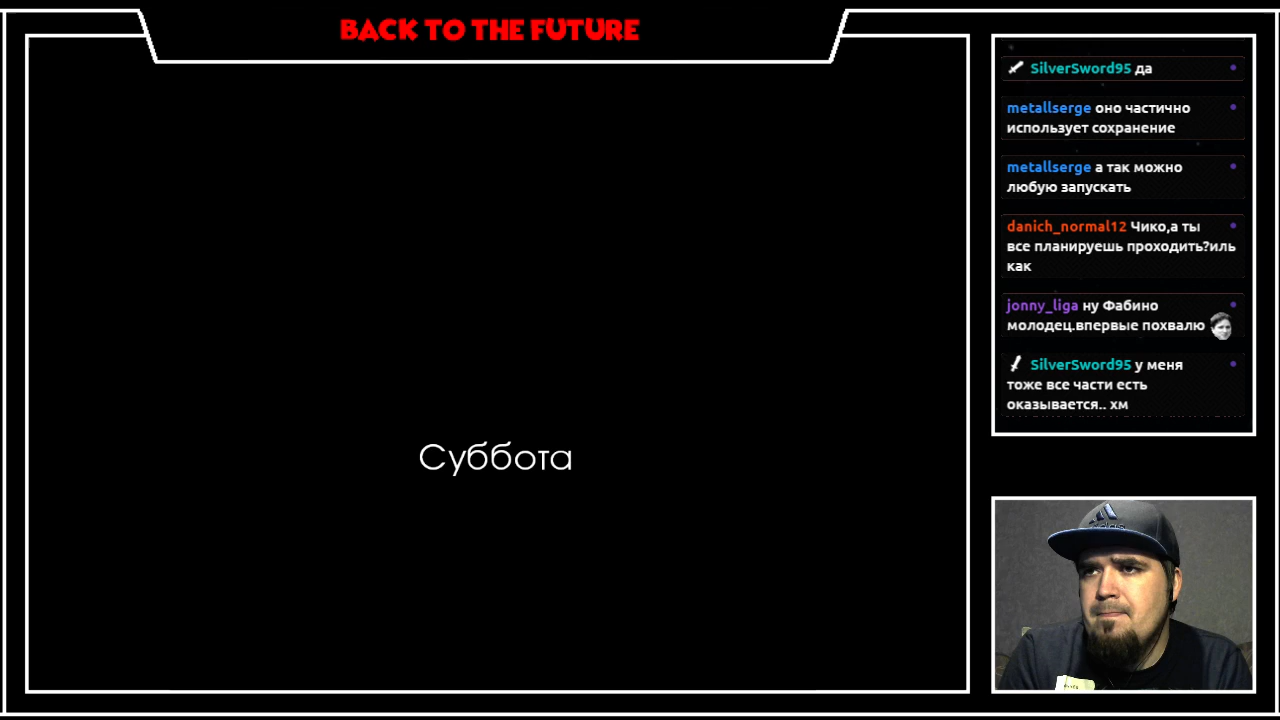 BACK TO THE FUTURE
Суббота
SilverSword95 да
metallserge оно частично
использует сохранение
metallserge а так можно
любую запускать
danich_normal12 Чико,а ты
все планируешь проходить?иль
как
jonny_liga ну Фабино
молодец.впервые похвалю
SilverSword95 у меня
тоже все части есть
оказывается.. хм